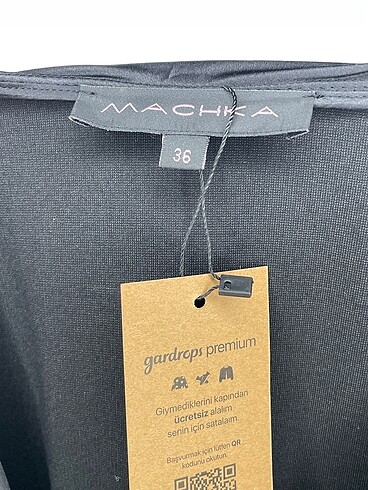 MACHKA
36
gardrops premium
Giymediklerini kapından
ücretsiz alalım
senin için satalım.
Başvurmak için lütfen QR
kodunu okutun.